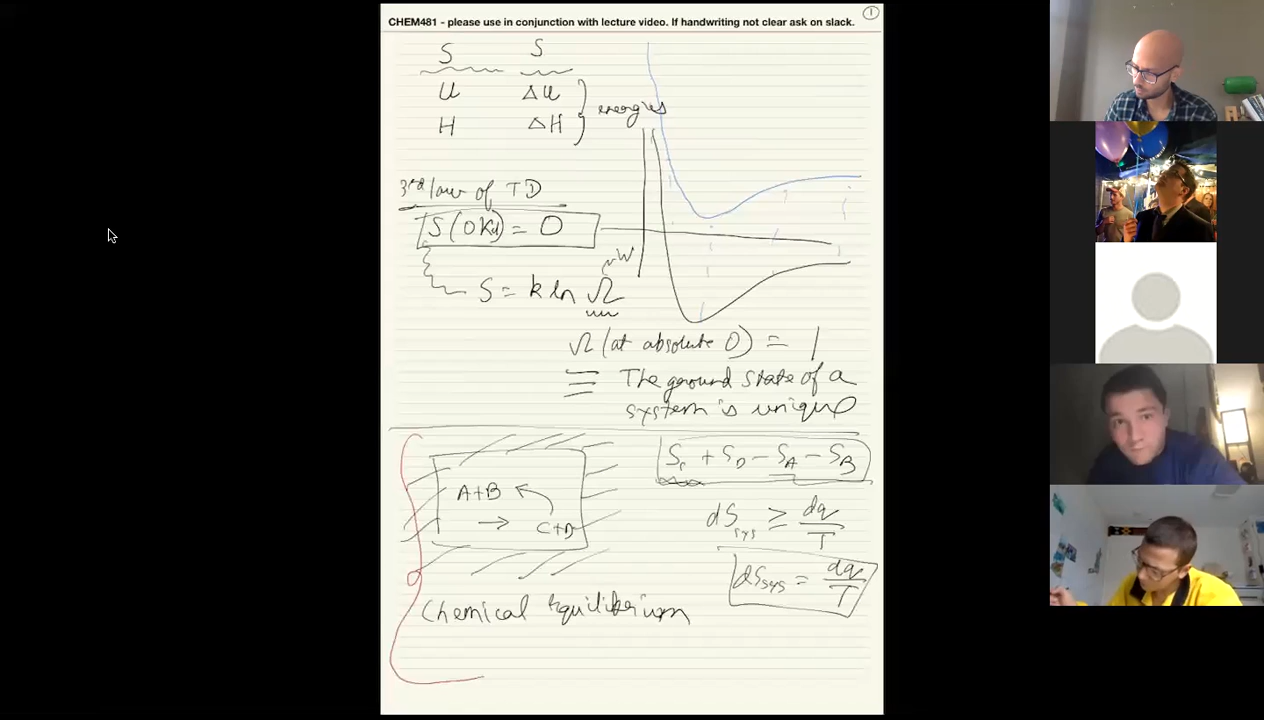 CHEM481 - please use in conjunction with lecture video. If handwriting not clear ask on slack.
1
S S
U ΔU
H ΔH } energies
3rd law of TD
S(0K) = 0
W
S = k ln Ω
Ω (at absolute 0) = 1
≡ The ground state of a
system is unique
S_C + S_D - S_A - S_B
A+B
→ C+D
dS_sys ≥ dq/T
dS_sys = dq/T
Chemical Equilibrium